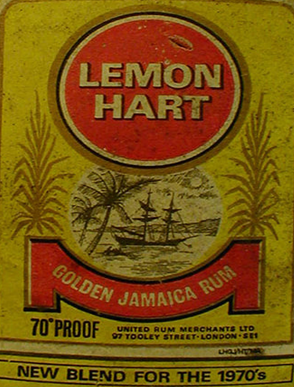 LEMON
HART
GOLDEN JAMAICA RUM
70° PROOF
UNITED RUM MERCHANTS LTD
97 TOOLEY STREET·LONDON·SE1
NEW BLEND FOR THE 1970's